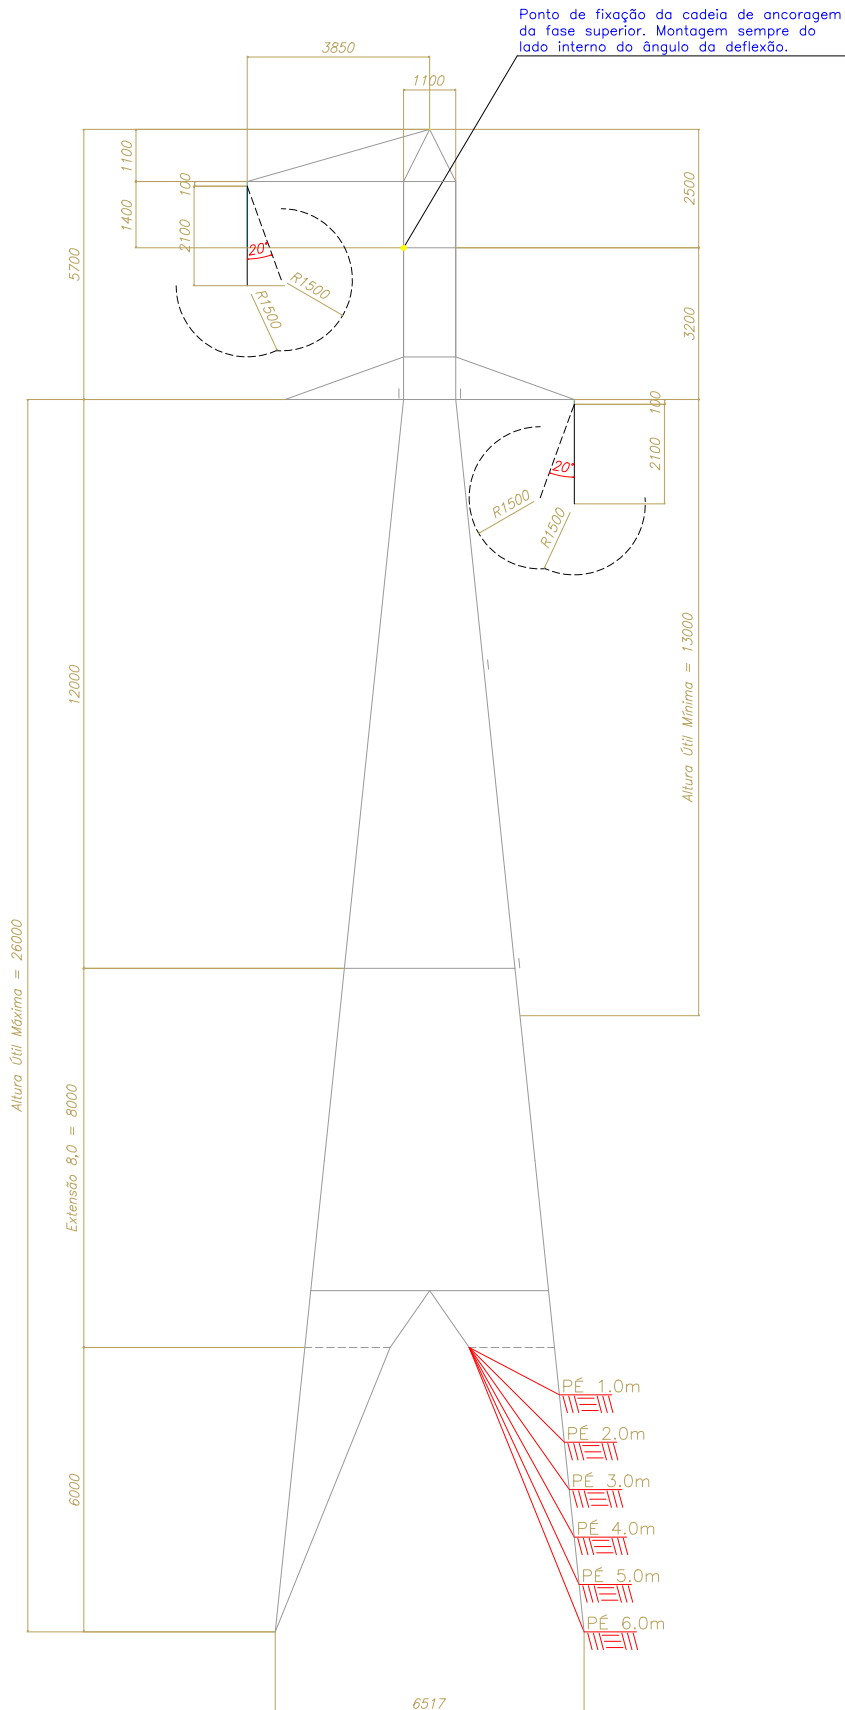 Ponto de fixação da cadeia de ancoragem
da fase superior. Montagem sempre do
lado interno do ângulo da deflexão.
3850
1100
1100
1400
5700
100
2100
20°
R1500
R1500
2500
3200
100
2100
20°
R1500
R1500
12000
Altura Útil Mínima = 13000
Altura Útil Máxima = 26000
Extensão 8,0 = 8000
6000
PÉ 1.0m
PÉ 2.0m
PÉ 3.0m
PÉ 4.0m
PÉ 5.0m
PÉ 6.0m
6517